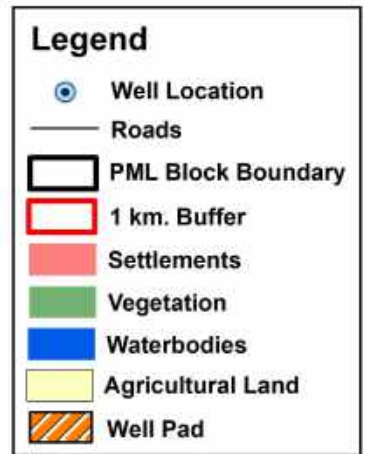 Legend
Well Location
Roads
PML Block Boundary
1 km. Buffer
Settlements
Vegetation
Waterbodies
Agricultural Land
Well Pad